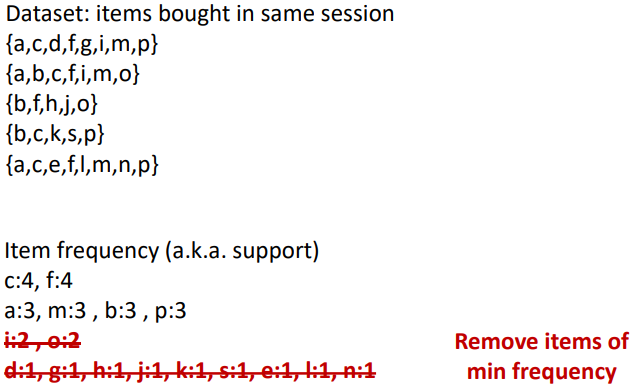 Dataset: items bought in same session
{a,c,d,f,g,i,m,p}
{a,b,c,f,i,m,o}
{b,f,h,j,o}
{b,c,k,s,p}
{a,c,e,f,l,m,n,p}
Item frequency (a.k.a. support)
c:4, f:4
a:3, m:3 , b:3 , p:3
i:2 , o:2
d:1, g:1, h:1, j:1, k:1, s:1, e:1, l:1, n:1
Remove items of
min frequency